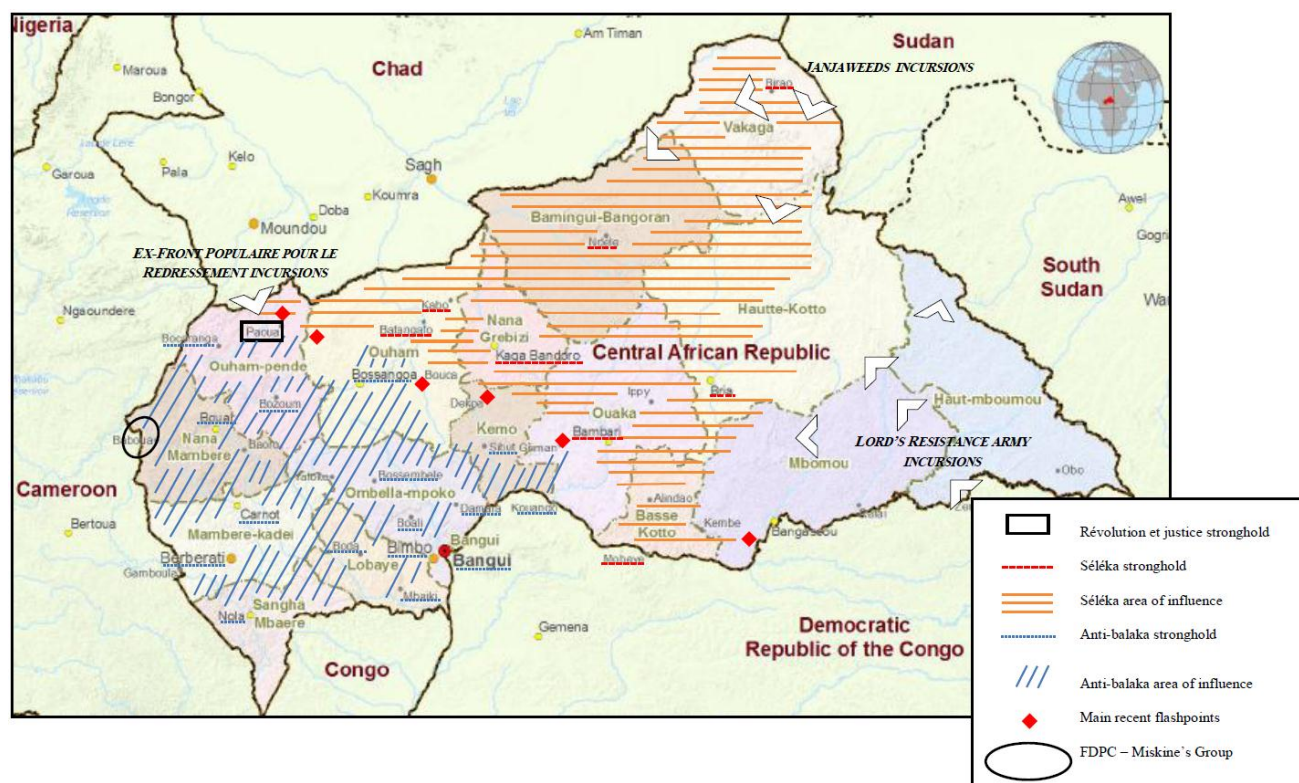 Nigeria
Am Timan
Sudan
JANJAWEEDS INCURSIONS
Maroua
Chad
Birao
Bongor
Vakaga
Garoua
Pala
Kelo
Sagh
Koumra
Awel
Doba
Bamingui-Bangoran
Moundou
Gogri
Ndele
EX-FRONT POPULAIRE POUR LE
REDRESSEMENT INCURSIONS
South
Sudan
Ngaoundere
Kabo
Hautte-Kotto
Wa
Paoua
Batangafo
Nana
Grebizi
Bocaranga
Ouham
Kaga Bandoro
Central African Republic
Ouham-pende
Bossangoa
Bouca
Ippy
Bria
Bozoum
Dekoa
Haut-mboumou
Bouar
Ouaka
Baboua
Kemo
Bambari
Nana
Mambere
Baoro
Sibut
Mbomou
LORD'S RESISTANCE ARMY
INCURSIONS
Bossembele
Obo
Cameroon
Ombella-mpoko
Alindao
Carnot
Damara
Kouango
Bertoua
Boali
Basse
Kotto
Kembe
Mambere-kadei
Bangassou
Boda
Bimbo
Bangui
Bangui
Berberati
Lobaye
Mobaye
Gamboula
Mbaiki
Sangha
Mbaere
Nola
Gemena
Democratic
Republic of the Congo
Congo
Révolution et justice stronghold
Séléka stronghold
Séléka area of influence
Anti-balaka stronghold
Anti-balaka area of influence
Main recent flashpoints
FDPC – Miskine`s Group